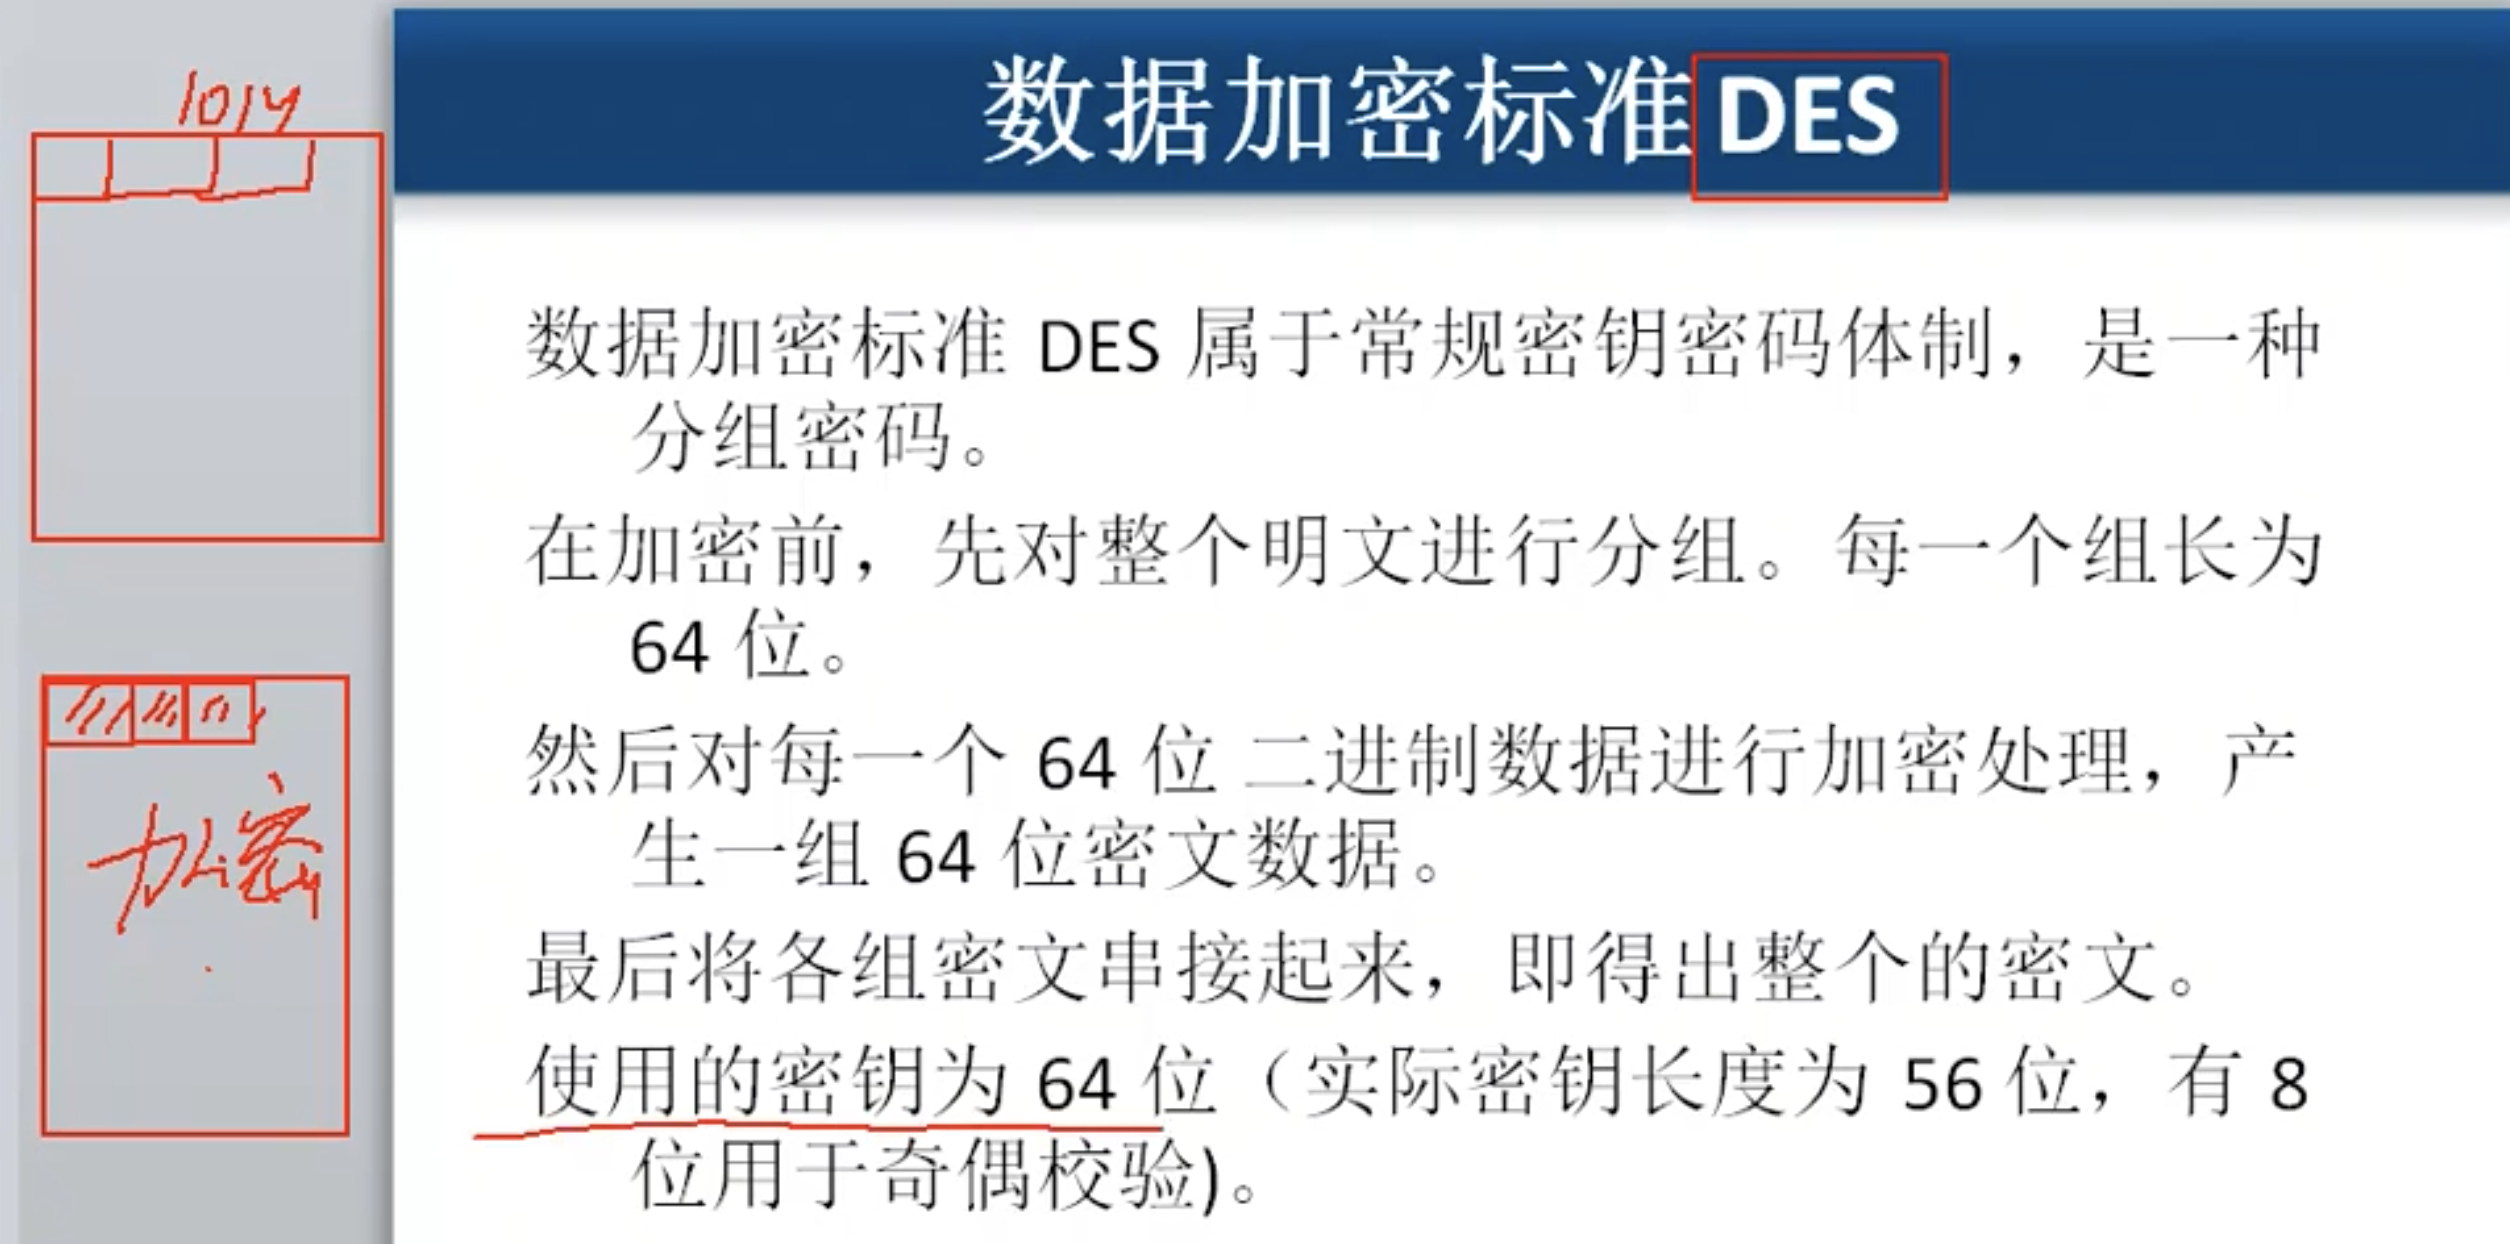 1014
数据加密标准 DES
数据加密标准 DES 属于常规密钥密码体制，是一种
分组密码。
在加密前，先对整个明文进行分组。每一个组长为
64 位。
然后对每一个 64 位 二进制数据进行加密处理，产
生一组 64 位密文数据。
加密
最后将各组密文串接起来，即得出整个的密文。
使用的密钥为 64 位（实际密钥长度为 56 位，有 8
位用于奇偶校验)。